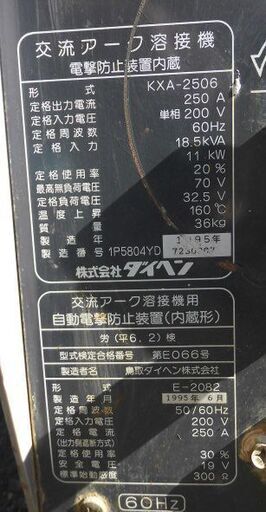 交流アーク溶接機
電撃防止装置内蔵
形式 KXA-2506
定格出力電流 250 A
定格入力電圧 単相 200 V
定格周波数 60Hz
定格入力 18.5kVA
11 kW
定格使用率 20 %
最高無負荷電圧 70 V
定格負荷電圧 32.5 V
温度上昇 160℃
質量 36kg
製造年 1995年
製造番号 1P5804YD
株式会社ダイヘン
交流アーク溶接機用
自動電撃防止装置(内蔵形)
労(平6.2)検
型式検定合格番号 第E066号
製造者名 鳥取ダイヘン株式会社
形式 E-2082
製造年月 1995年6月
定格周波数 50/60Hz
定格入力電圧 200 V
定格電流 250 A
(出力側遮断方式)
定格使用率 30 %
安全電圧 19 V
標準始動感度 300 Ω
60Hz